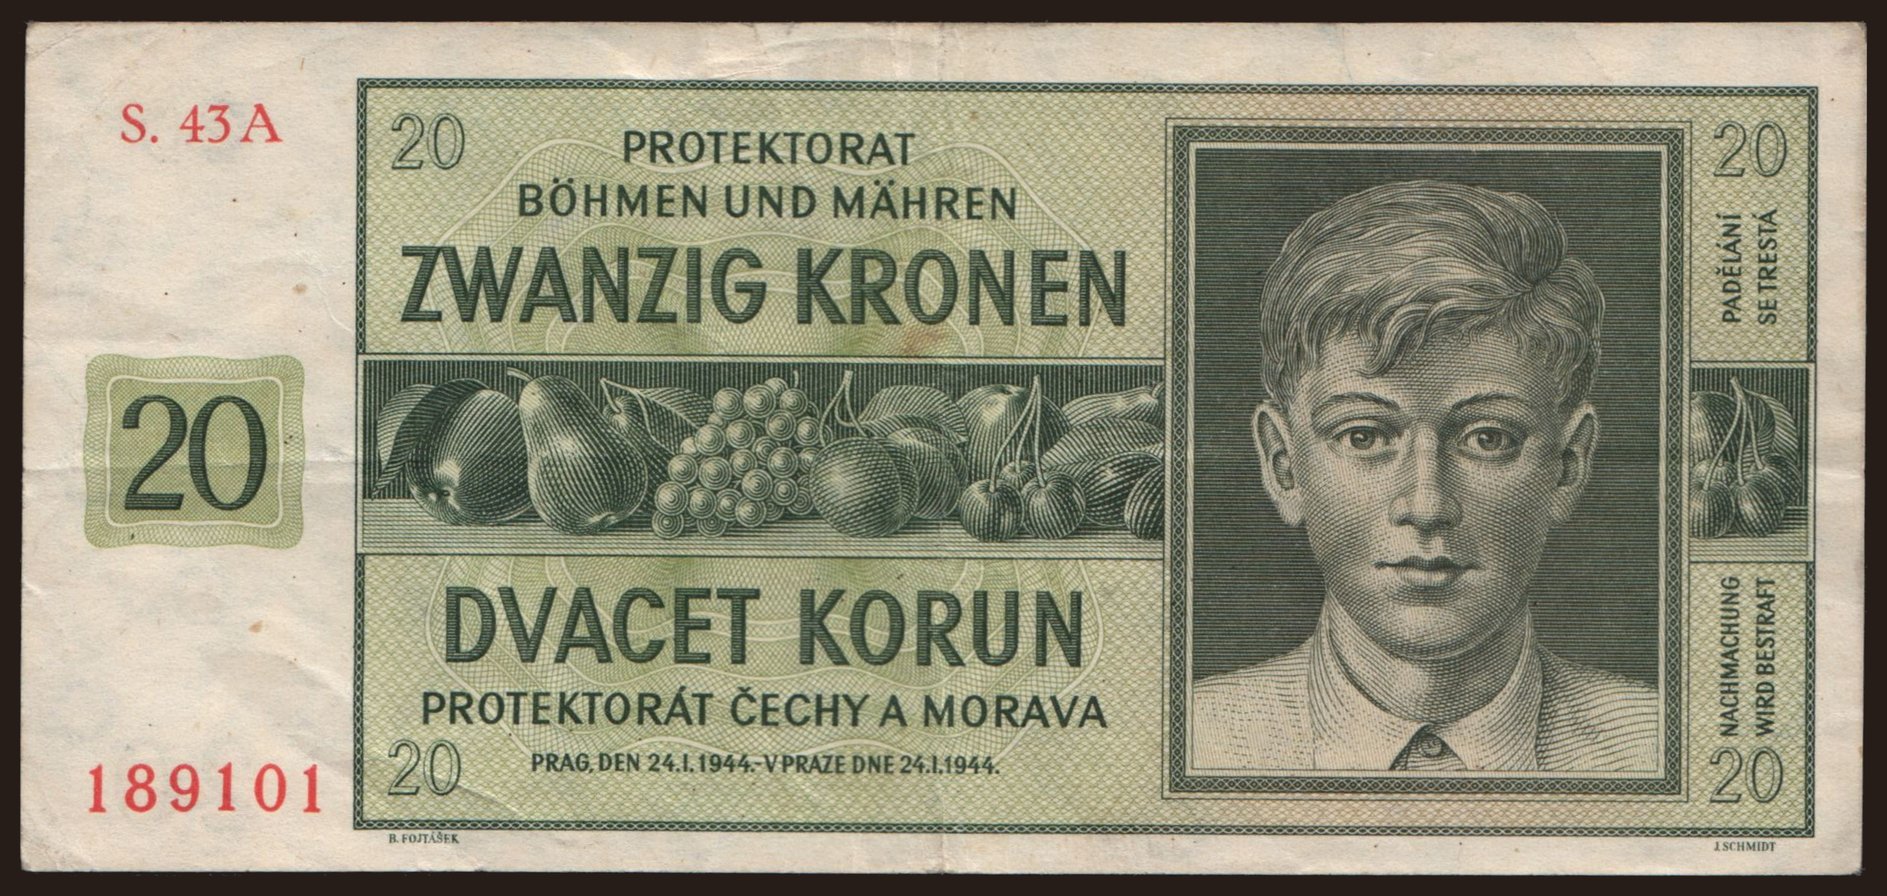 S. 43 A
20
PROTEKTORAT
BÖHMEN UND MÄHREN
ZWANZIG KRONEN
20
PADĚLÁNÍ
SE TRESTÁ
20
DVACET KORUN
PROTEKTORÁT ČECHY A MORAVA
PRAG, DEN 24.I.1944.-V PRAZE DNE 24.I.1944.
20
NACHMACHUNG
WIRD BESTRAFT
20
189101
B. FOJTÁŠEK
J. SCHMIDT